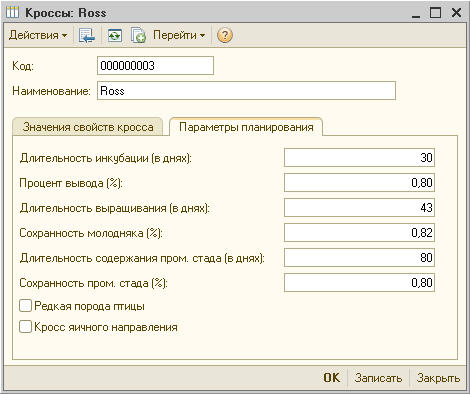 Кроссы: Ross
Действия Перейти ?
Код: 000000003
Наименование: Ross
Значения свойств кросса Параметры планирования
Длительность инкубации (в днях): 30
Процент вывода (%): 0,80
Длительность выращивания (в днях): 43
Сохранность молодняка (%): 0,82
Длительность содержания пром. стада (в днях): 80
Сохранность пром. стада (%): 0,80
Редкая порода птицы
Кросс яичного направления
OK Записать Закрыть